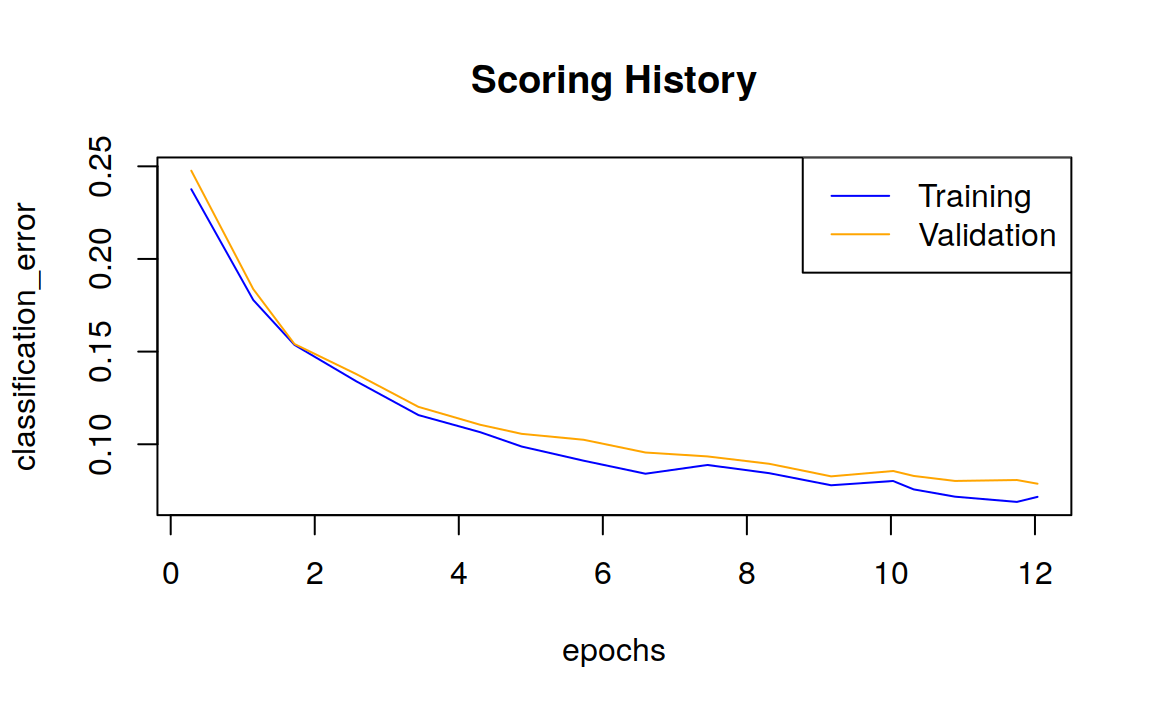 Scoring History
Training
Validation
classification_error
0.25
0.20
0.15
0.10
0 2 4 6 8 10 12
epochs